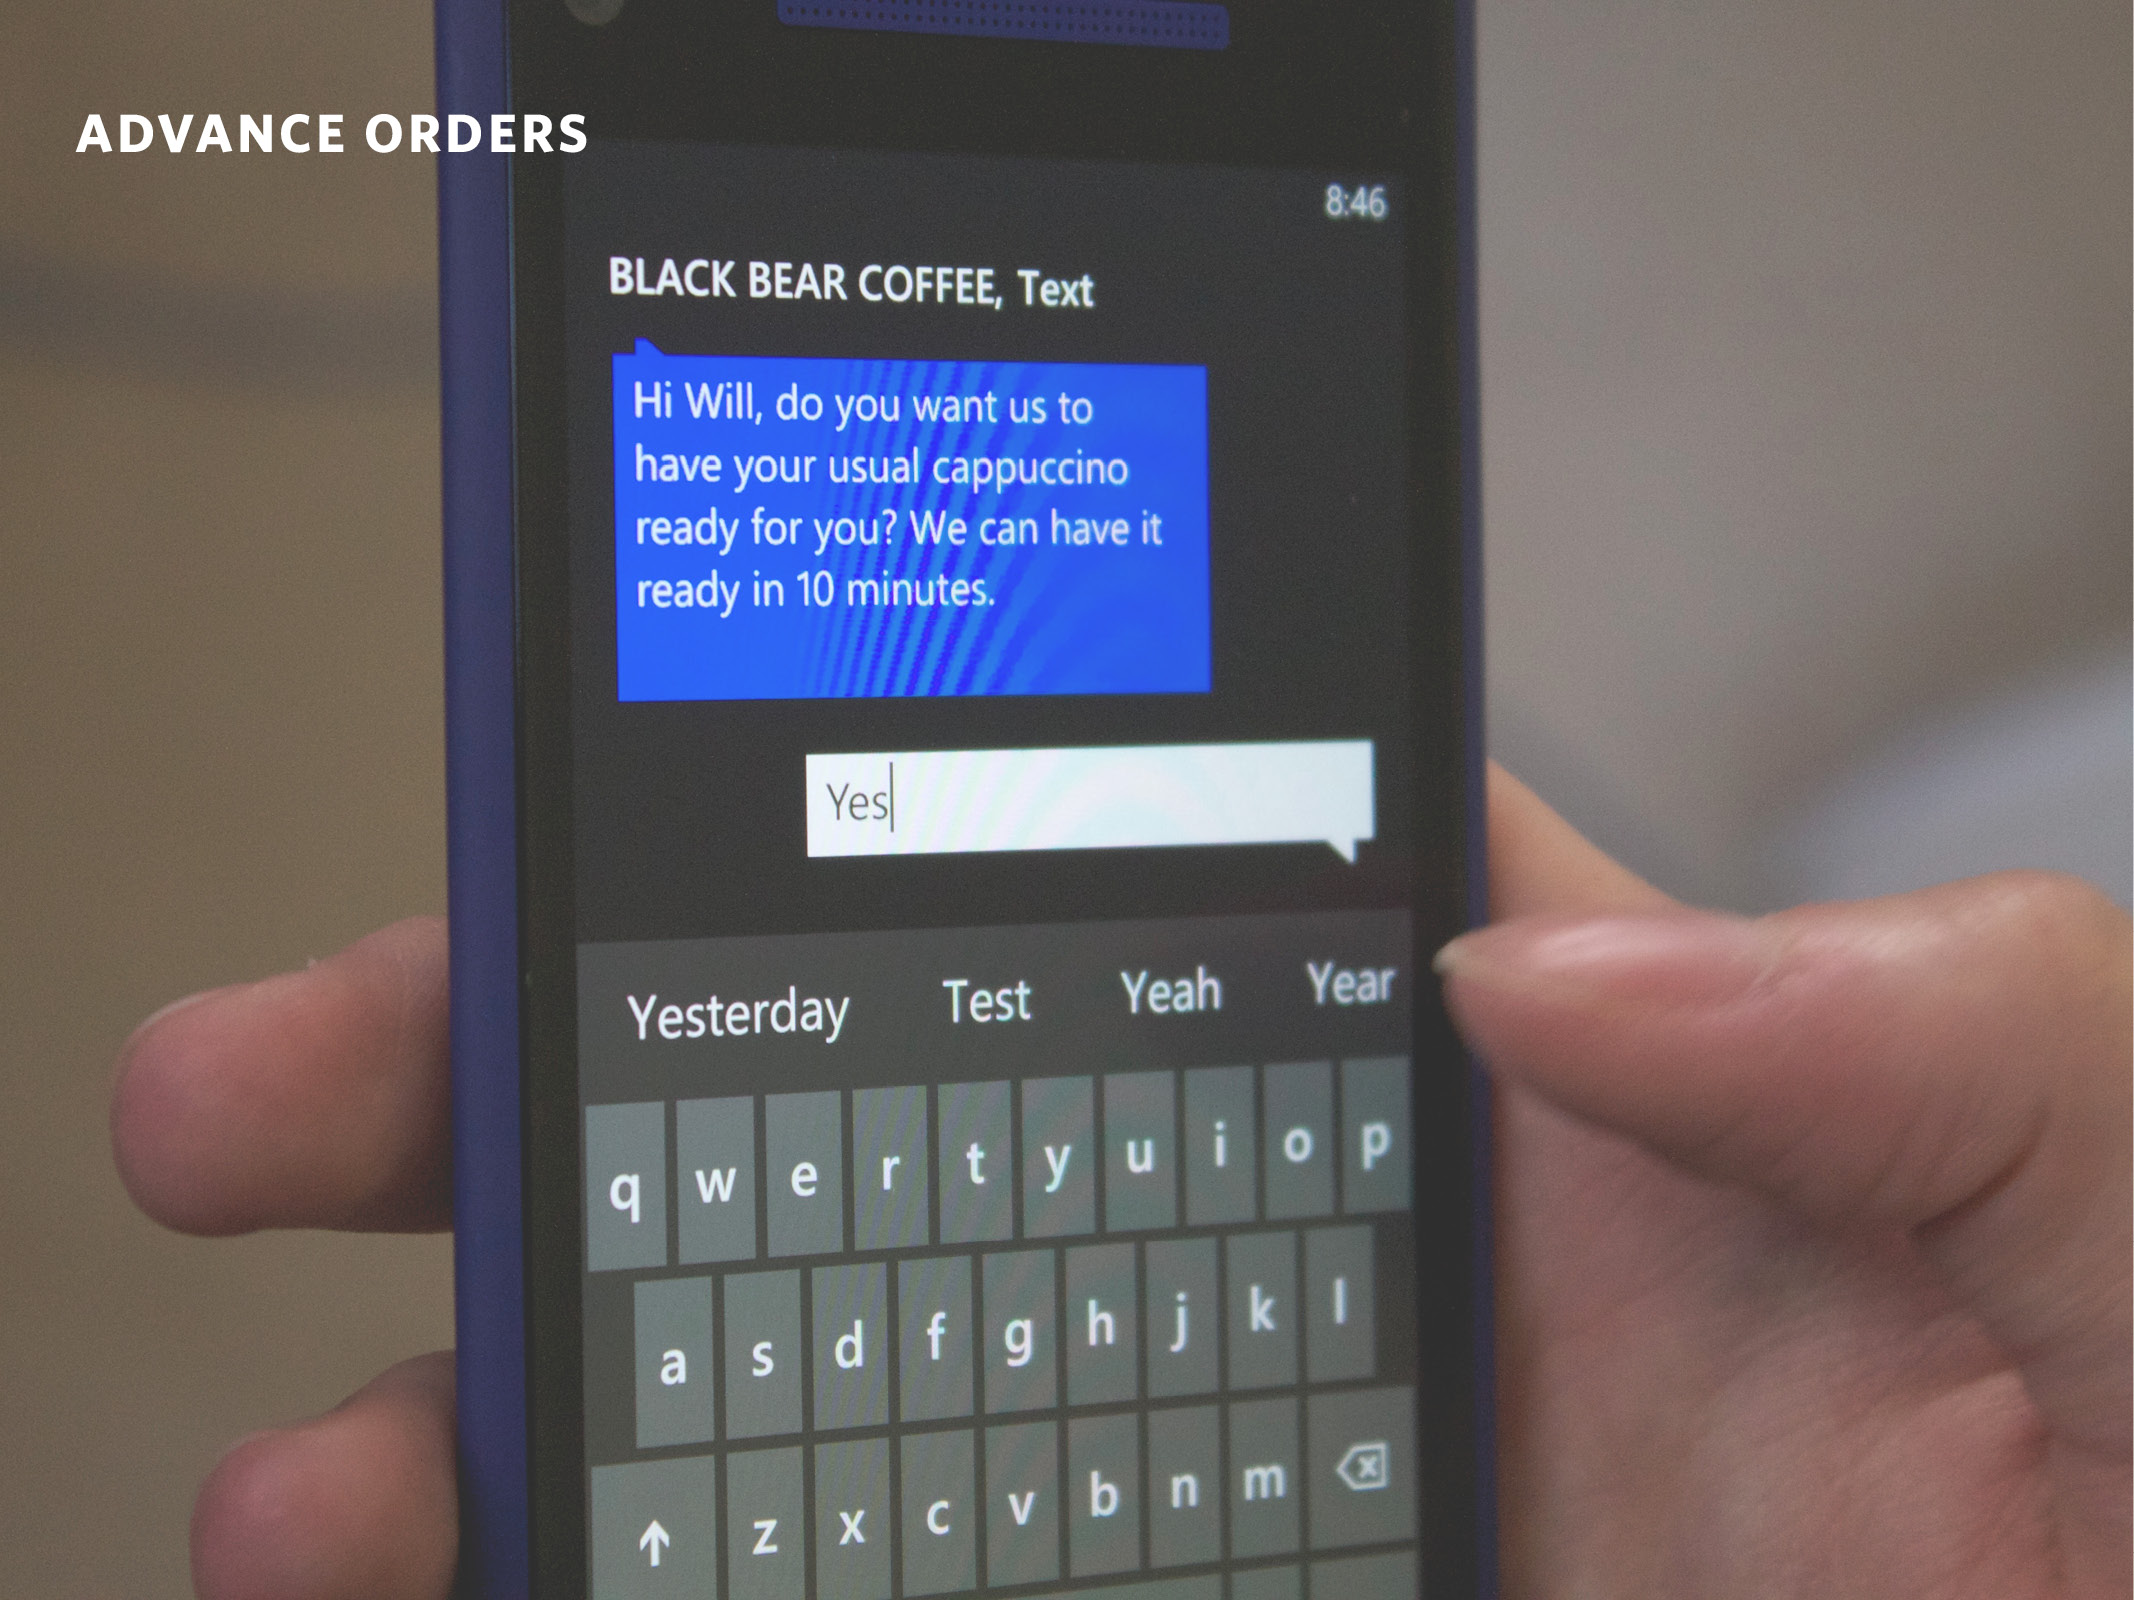 ADVANCE ORDERS
8:46
BLACK BEAR COFFEE, Text
Hi Will, do you want us to
have your usual cappuccino
ready for you? We can have it
ready in 10 minutes.
Yes
Yesterday Test Yeah Year
q w e r t y u i o p
a s d f g h j k l
z x c v b n m